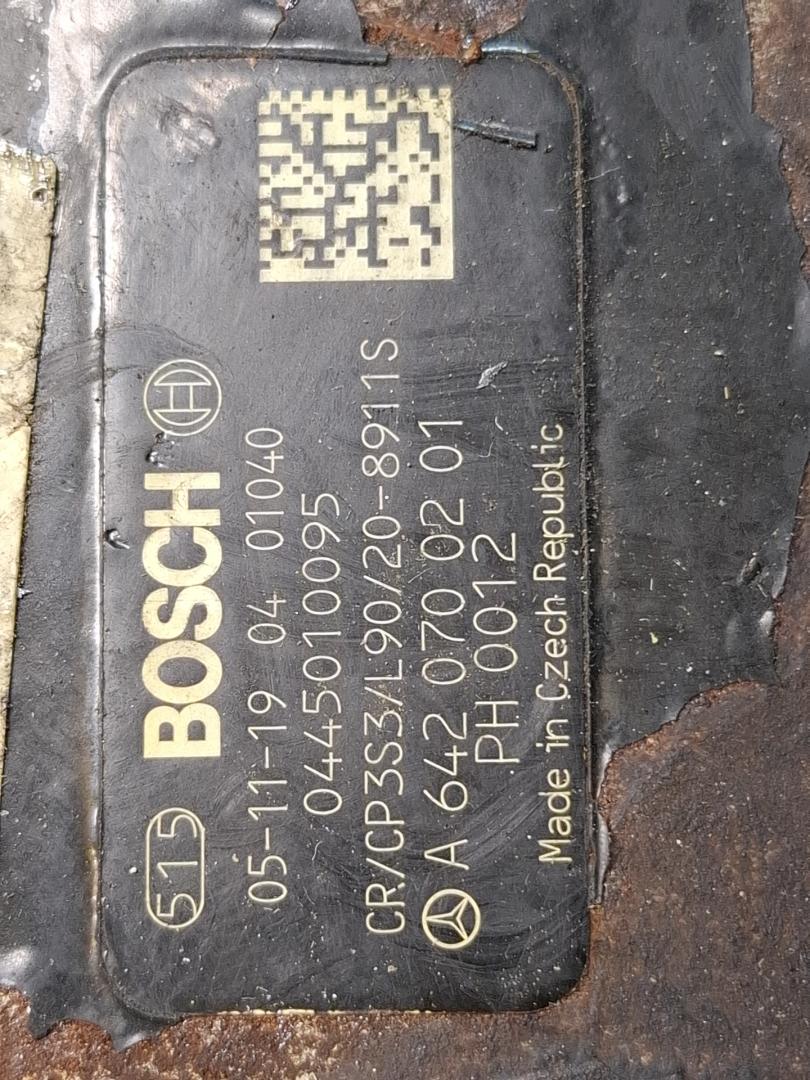 515 BOSCH
05-11-19 04 01040
0445010095
CR/CP3S3/L90/20-8911S
A 642 070 02 01
PH 0012
Made in Czech Republic